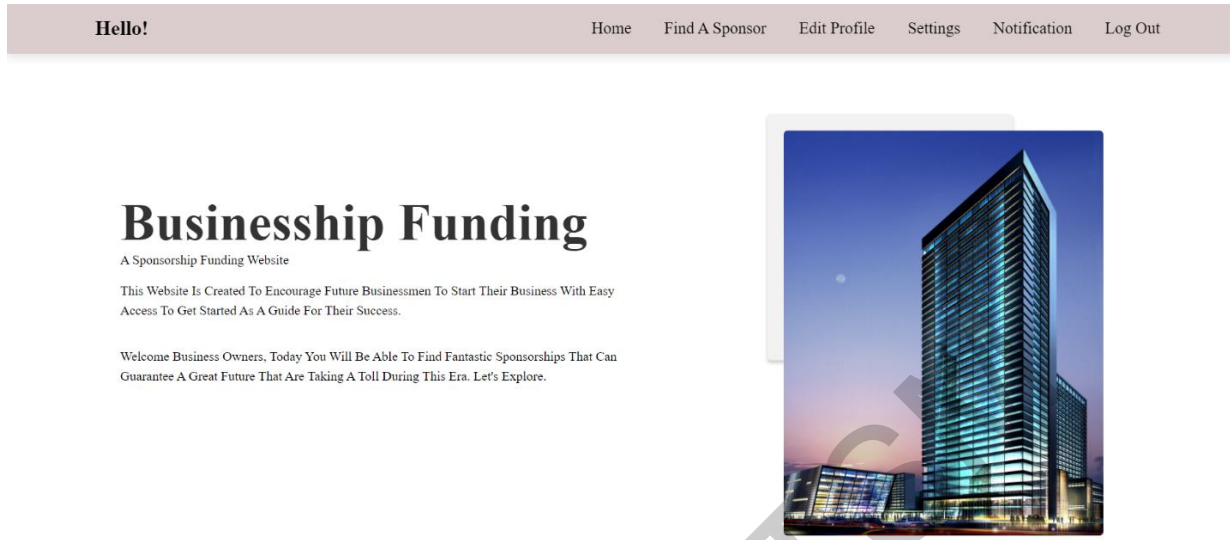 Hello!
Home Find A Sponsor Edit Profile Settings Notification Log Out
Businesship Funding
A Sponsorship Funding Website
This Website Is Created To Encourage Future Businessmen To Start Their Business With Easy
Access To Get Started As A Guide For Their Success.
Welcome Business Owners, Today You Will Be Able To Find Fantastic Sponsorships That Can
Guarantee A Great Future That Are Taking A Toll During This Era. Let's Explore.